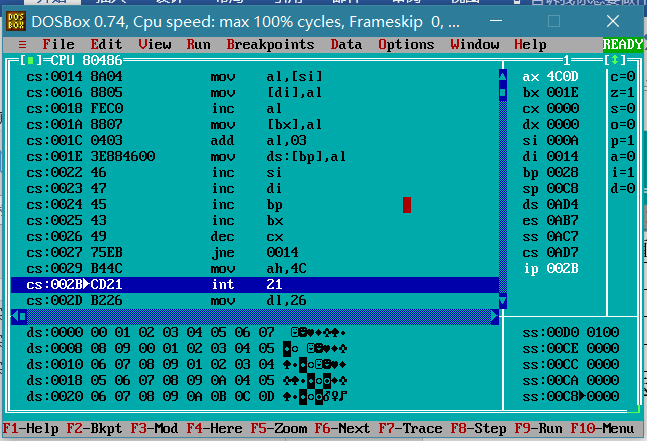 DOSBox 0.74, Cpu speed: max 100% cycles, Frameskip 0, ...
≡ File Edit View Run Breakpoints Data Options Window Help READY
[■]=CPU 80486 1 [↕]
cs:0014 8A04 mov al,[si] ax 4C0D c=0
cs:0016 8805 mov [di],al bx 001E z=1
cs:0018 FEC0 inc al cx 0000 s=0
cs:001A 8807 mov [bx],al dx 0000 o=0
cs:001C 0403 add al,03 si 000A p=1
cs:001E 3E884600 mov ds:[bp],al di 0014 a=0
cs:0022 46 inc si bp 0028 i=1
cs:0023 47 inc di sp 00C8 d=0
cs:0024 45 inc bp ds 0AD4
cs:0025 43 inc bx es 0AB7
cs:0026 49 dec cx ss 0AC7
cs:0027 75EB jne 0014 cs 0AD7
cs:0029 B44C mov ah,4C ip 002B
cs:002B►CD21 int 21
cs:002D B226 mov dl,26
ds:0000 00 01 02 03 04 05 06 07 ☺☻♥♦♣♠• ss:00D0 0100
ds:0008 08 09 00 01 02 03 04 05 ◘○ ☺☻♥♦♣ ss:00CE 0000
ds:0010 06 07 08 09 01 02 03 04 ♠•◘○☺☻♥♦ ss:00CC 0000
ds:0018 05 06 07 08 09 0A 04 05 ♣♠•◘○◙♦♣ ss:00CA 0000
ds:0020 06 07 08 09 0A 0B 0C 0D ♠•◘○◙♂♀♪ ss:00C8►0000
F1-Help F2-Bkpt F3-Mod F4-Here F5-Zoom F6-Next F7-Trace F8-Step F9-Run F10-Menu